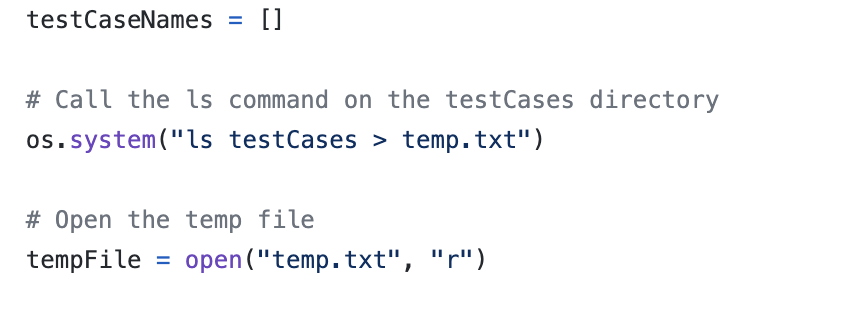 testCaseNames = []
# Call the ls command on the testCases directory
os.system("ls testCases > temp.txt")
# Open the temp file
tempFile = open("temp.txt", "r")